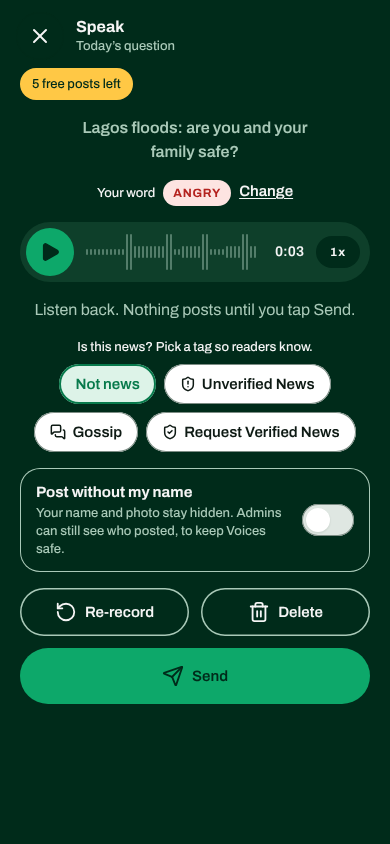 Speak
Today's question
5 free posts left
Lagos floods: are you and your
family safe?
Your word ANGRY Change
0:03 1x
Listen back. Nothing posts until you tap Send.
Is this news? Pick a tag so readers know.
Not news Unverified News
Gossip Request Verified News
Post without my name
Your name and photo stay hidden. Admins
can still see who posted, to keep Voices
safe.
Re-record Delete
Send